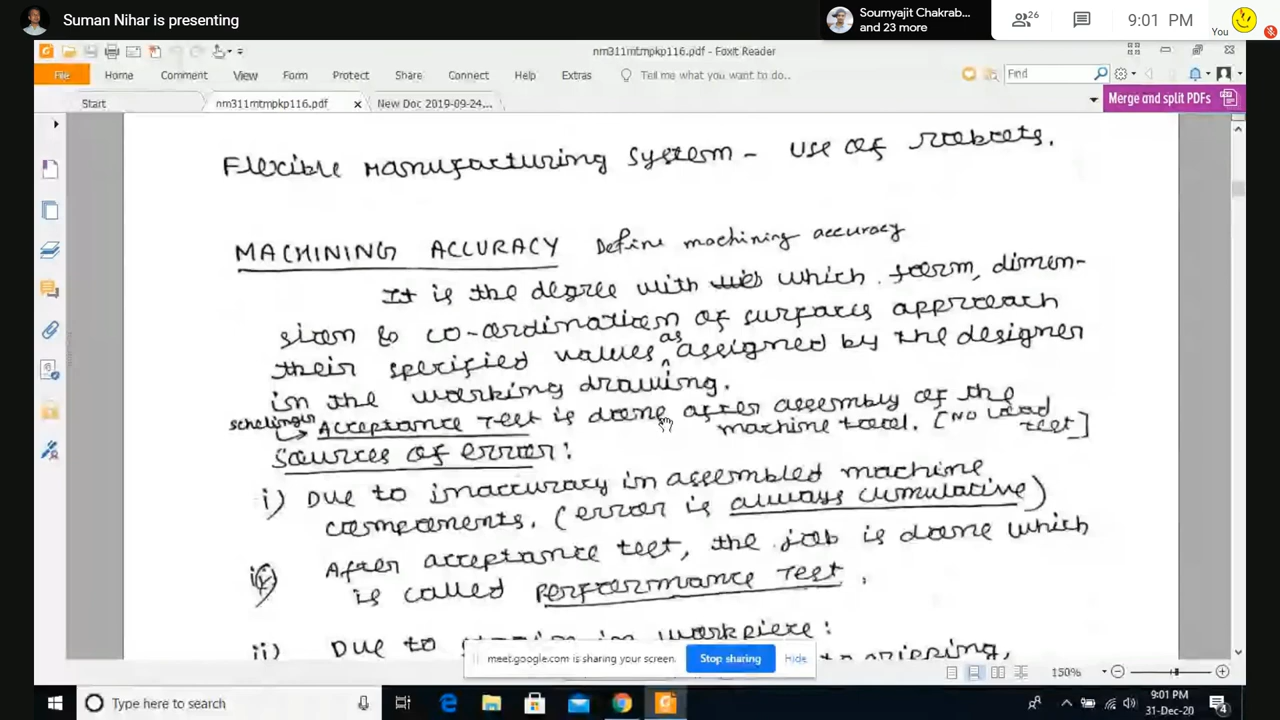 Suman Nihar is presenting
Soumyajit Chakrab...
and 23 more
26
9:01 PM
You
nm311mtmpkp116.pdf - Foxit Reader
File Home Comment View Form Protect Share Connect Help Extras Tell me what you want to do.. Find
Start nm311mtmpkp116.pdf New Doc 2019-09-24,... Merge and split PDFs
Flexible Manufacturing System - Use of robots.
MACHINING ACCURACY Define machining accuracy
It is the degree with which form, dimen-
sion & co-ordination of surfaces approach
their specified values as assigned by the designer
in the working drawing.
Acceptance Test is done after assembly of the
machine tool. [No Load
test]
Sources of error:
i) Due to inaccuracy in assembled machine
components. (error is always cumulative)
After acceptance test, the job is done which
is called Performance Test.
ii) Due to strain in workpiece:
gripping,
meet.google.com is sharing your screen. Stop sharing Hide
150%
Type here to search
9:01 PM
31-Dec-20
4